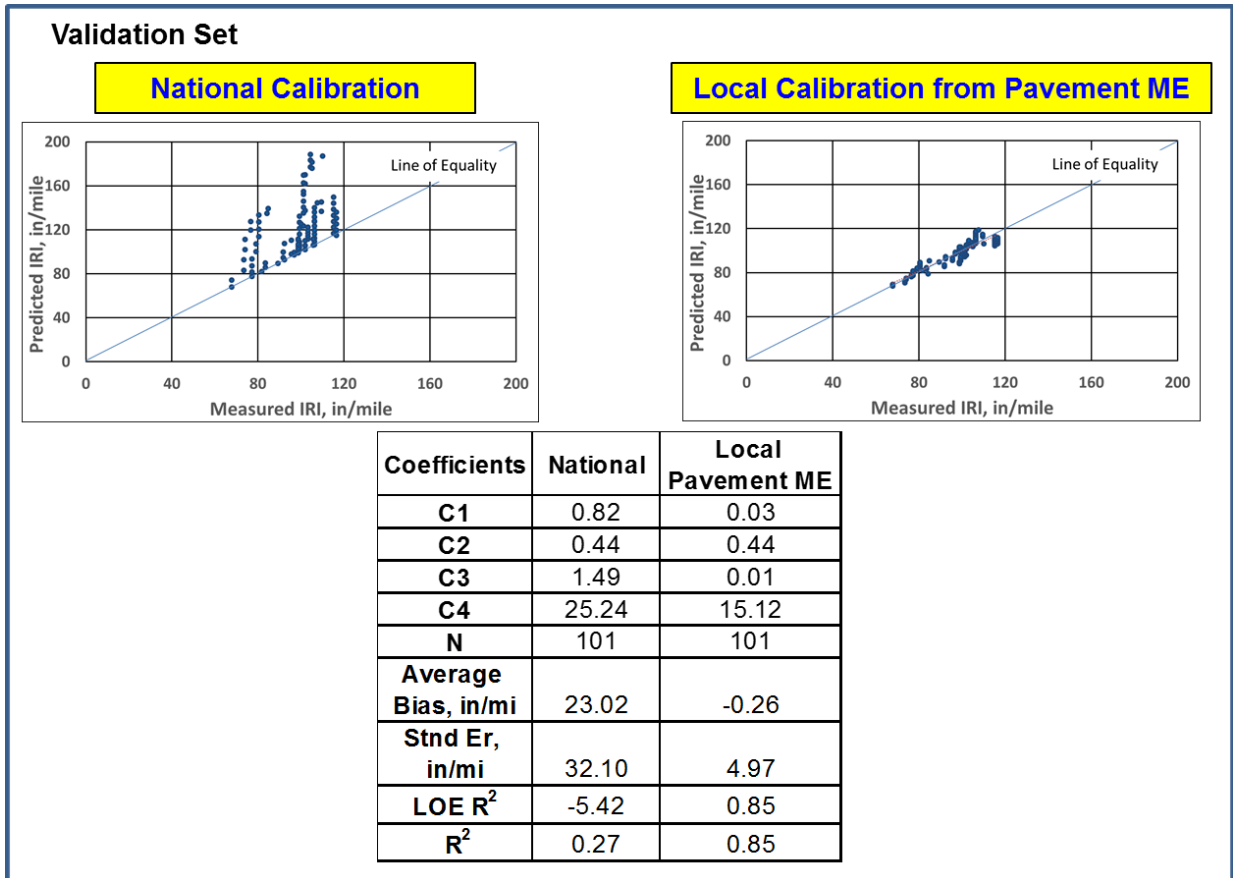 Validation Set
National Calibration
Local Calibration from Pavement ME
Predicted IRI, in/mile
200
160
120
80
40
0
Line of Equality
0 40 80 120 160 200
Measured IRI, in/mile
Predicted IRI, in/mile
200
160
120
80
40
0
Line of Equality
0 40 80 120 160 200
Measured IRI, in/mile
Coefficients National Local
Pavement ME
C1 0.82 0.03
C2 0.44 0.44
C3 1.49 0.01
C4 25.24 15.12
N 101 101
Average
Bias, in/mi 23.02 -0.26
Stnd Er,
in/mi 32.10 4.97
LOE R² -5.42 0.85
R² 0.27 0.85